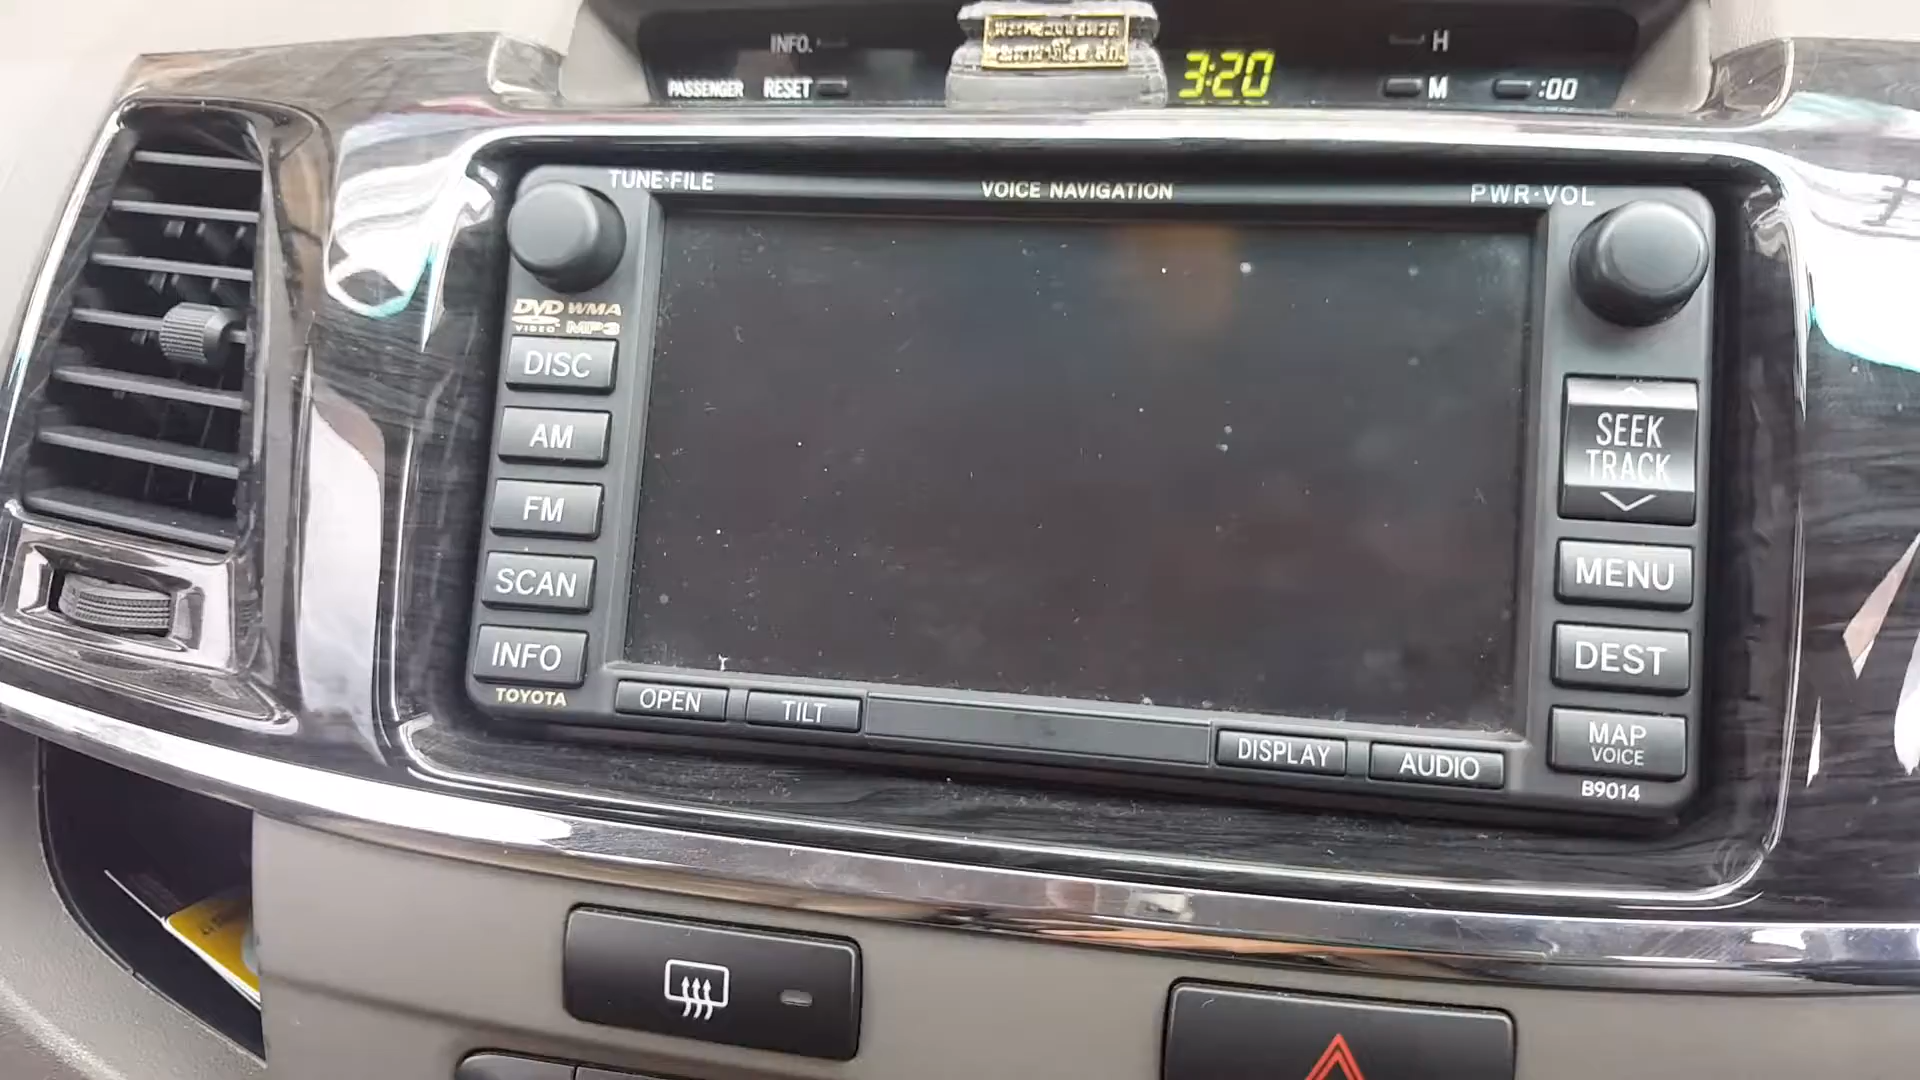 INFO.
H
PASSENGER RESET
3:20
M
:00
TUNE·FILE
VOICE NAVIGATION
PWR·VOL
DVD VIDEO
WMA
MP3
DISC
AM
FM
SCAN
INFO
TOYOTA
OPEN
TILT
DISPLAY
AUDIO
SEEK
TRACK
MENU
DEST
MAP
VOICE
B9014